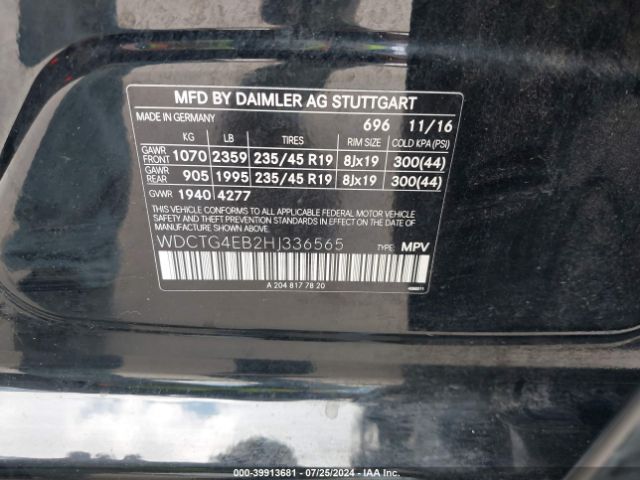 MFD BY DAIMLER AG STUTTGART
MADE IN GERMANY 696 11/16
KG LB TIRES RIM SIZE COLD KPA(PSI)
GAWR FRONT 1070 2359 235/45 R19 8Jx19 300(44)
GAWR REAR 905 1995 235/45 R19 8Jx19 300(44)
GVWR 1940 4277
THIS VEHICLE CONFORMS TO ALL APPLICABLE FEDERAL MOTOR VEHICLE
SAFETY AND THEFT PREVENTION STANDARDS IN EFFECT ON THE DATE
OF MANUFACTURE SHOWN ABOVE.
WDCTG4EB2HJ336565 TYPE: MPV
A 204 817 78 20
000-39913681 - 07/25/2024 - IAA Inc.